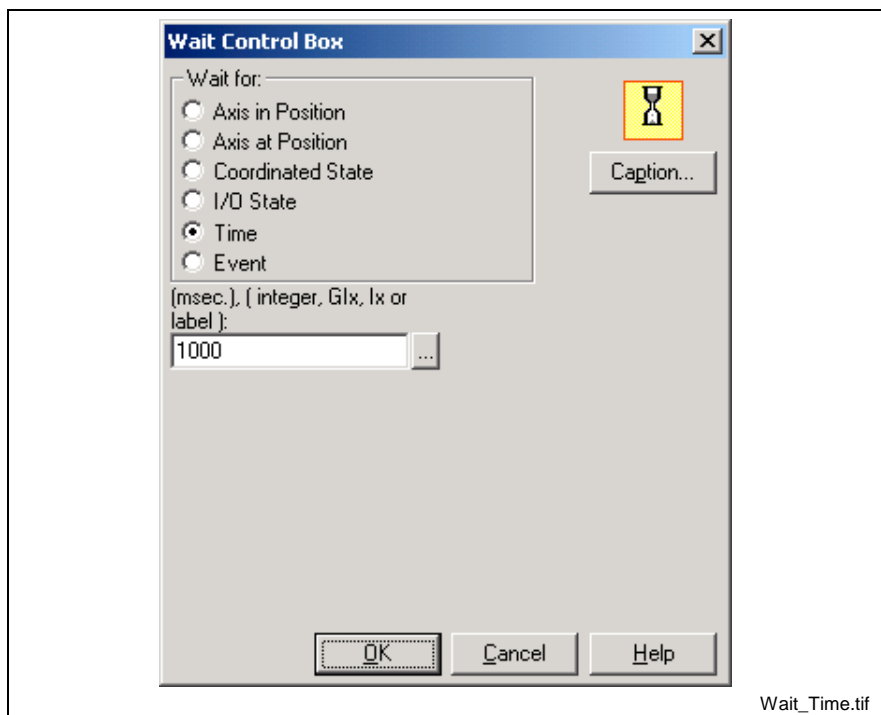 Wait Control Box
Wait for:
Axis in Position
Axis at Position
Coordinated State
I/O State
Time
Event
Caption...
(msec.), ( integer, GIx, Ix or
label ):
1000
...
OK
Cancel
Help
Wait_Time.tif